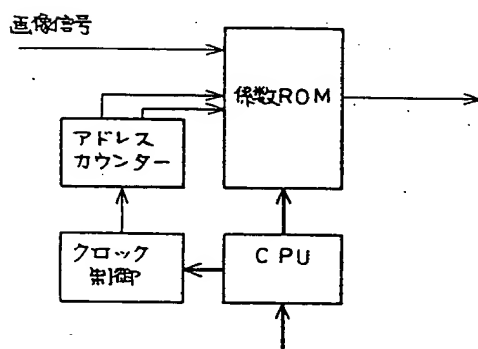 画像信号
係数ROM
アドレス
カウンター
クロック
制御
CPU